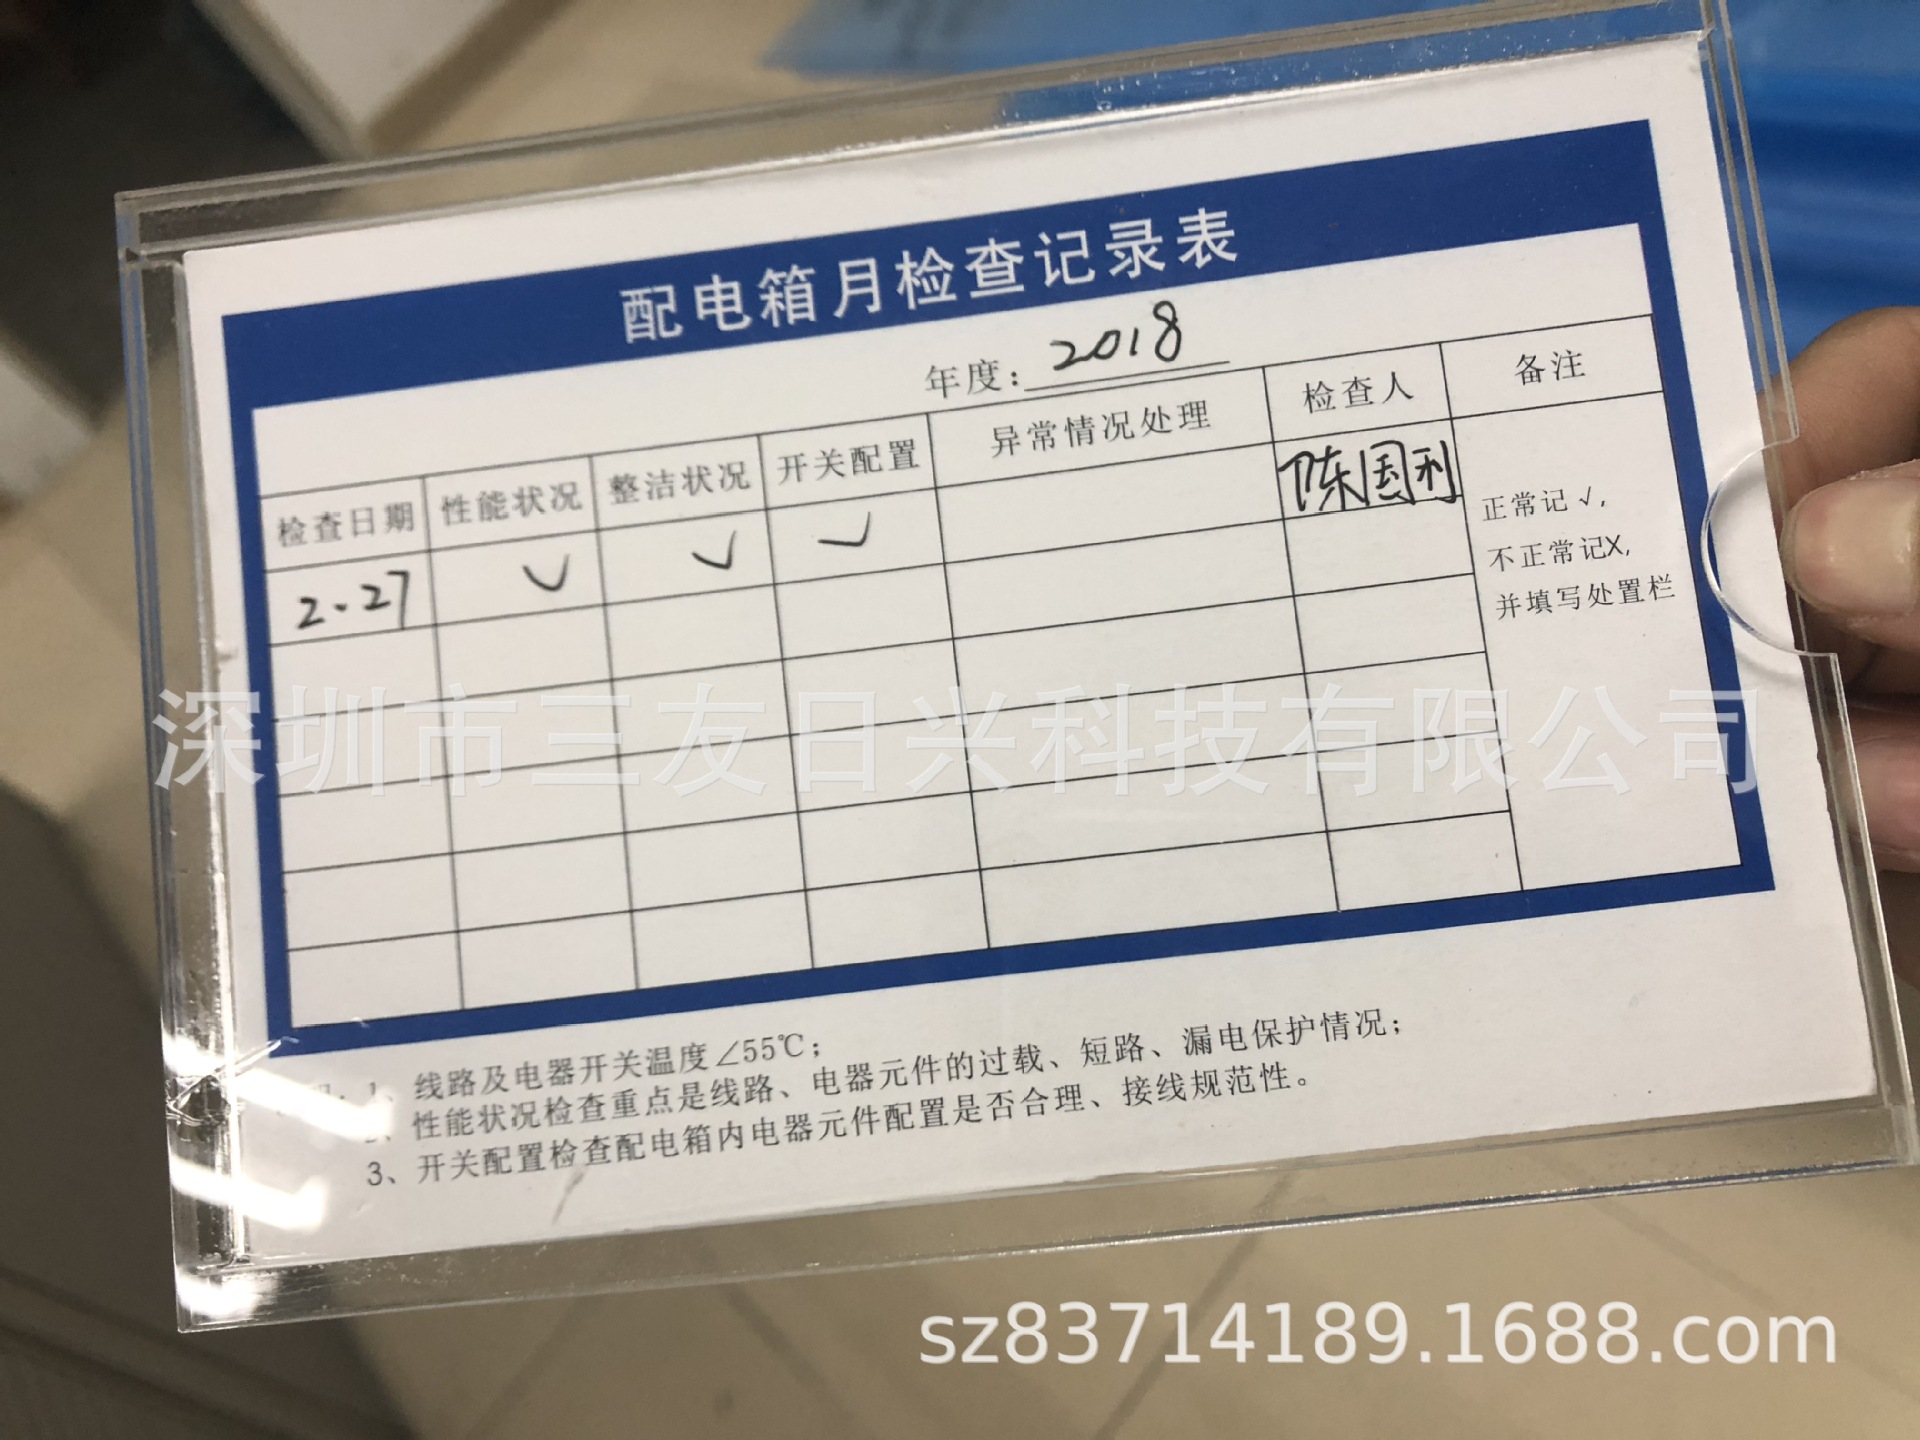 配电箱月检查记录表
年度：2018
检查日期 性能状况 整洁状况 开关配置 异常情况处理 检查人 备注
2.27 √ √ √ 陈国利
正常记√，
不正常记X，
并填写处置栏
深圳市三友日兴科技有限公司
1、线路及电器开关温度∠55℃；
性能状况检查重点是线路、电器元件的过载、短路、漏电保护情况；
3、开关配置检查配电箱内电器元件配置是否合理、接线规范性。
sz83714189.1688.com